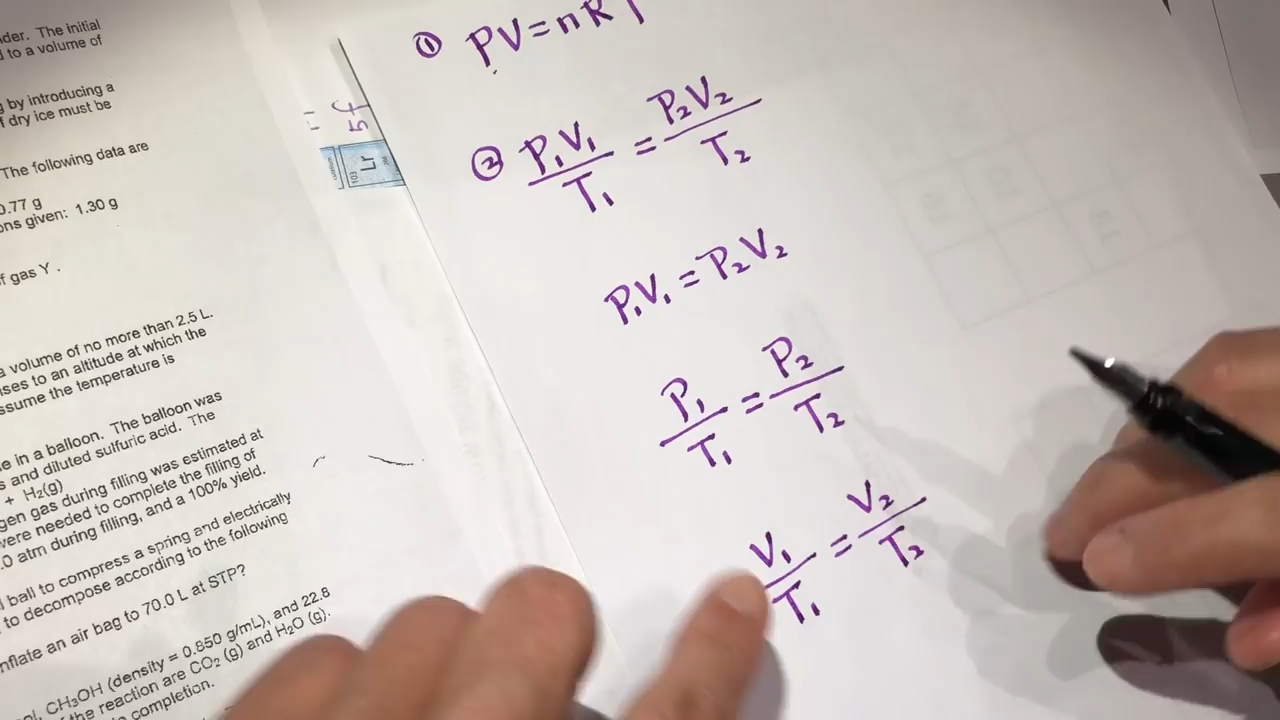 der. The initial
d to a volume of
g by introducing a
f dry ice must be
The following data are
0.77 g
ons given: 1.30 g
f gas Y.
a volume of no more than 2.5 L.
ises to an altitude at which the
ssume the temperature is
e in a balloon. The balloon was
s and diluted sulfuric acid. The
+ H₂(g)
gen gas during filling was estimated at
were needed to complete the filling of
.0 atm during filling, and a 100% yield.
l ball to compress a spring and electrically
to decompose according to the following
nflate an air bag to 70.0 L at STP?
ol, CH₃OH (density = 0.850 g/mL), and 22.8
f the reaction are CO₂ (g) and H₂O (g).
completion.
5f
103
Lr
① PV = nRT
② P₁V₁/T₁ = P₂V₂/T₂
P₁V₁ = P₂V₂
P₁/T₁ = P₂/T₂
V₁/T₁ = V₂/T₂